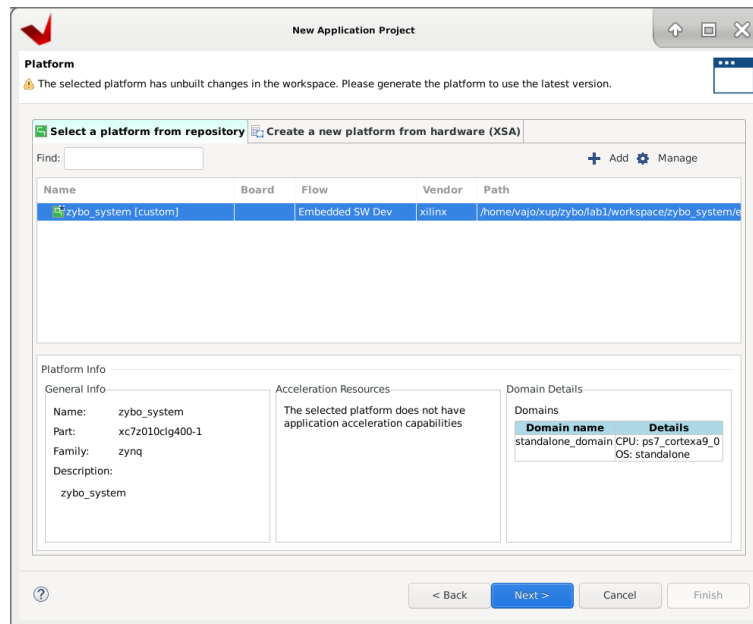 New Application Project
Platform
The selected platform has unbuilt changes in the workspace. Please generate the platform to use the latest version.
Select a platform from repository Create a new platform from hardware (XSA)
Find: Add Manage
Name Board Flow Vendor Path
zybo_system [custom] Embedded SW Dev xilinx /home/vajo/xup/zybo/lab1/workspace/zybo_system/e
Platform Info
General Info
Name: zybo_system
Part: xc7z010clg400-1
Family: zynq
Description:
zybo_system
Acceleration Resources
The selected platform does not have
application acceleration capabilities
Domain Details
Domains
Domain name Details
standalone_domain CPU: ps7_cortexa9_0
OS: standalone
? < Back Next > Cancel Finish